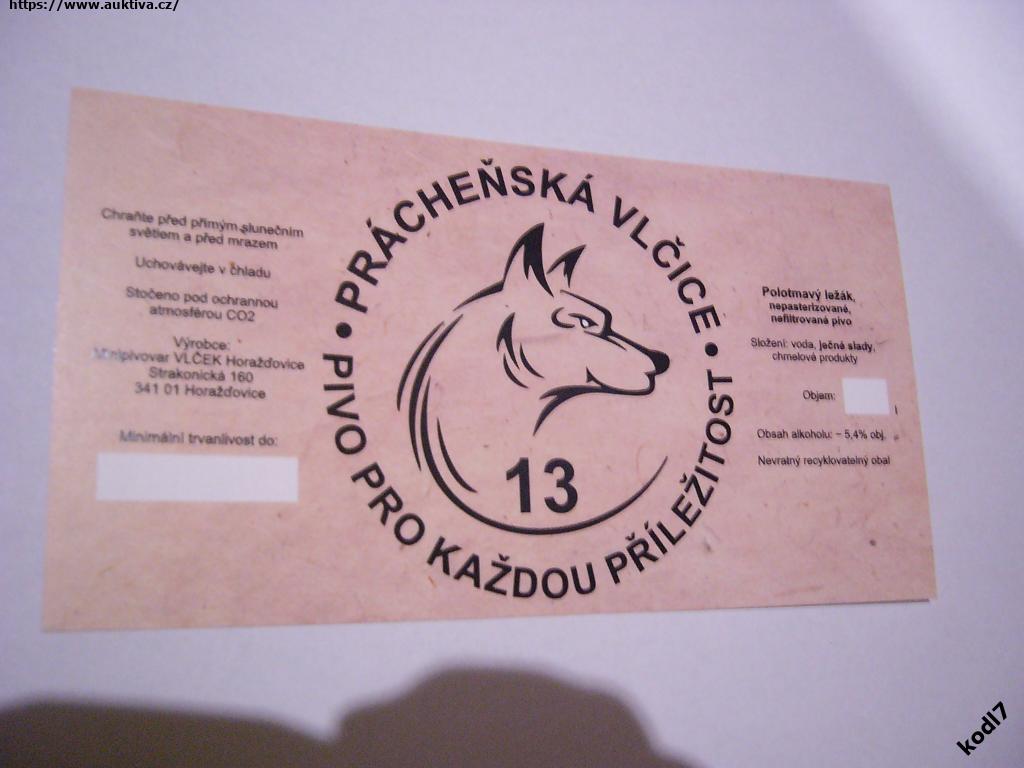 https://www.auktiva.cz/
Chraňte před přímým slunečním
světlem a před mrazem
Uchovávejte v chladu
Stočeno pod ochrannou
atmosférou CO2
Výrobce:
Minipivovar VLČEK Horažďovice
Strakonická 160
341 01 Horažďovice
Minimální trvanlivost do:
• PRÁCHEŇSKÁ VLČICE •
PIVO PRO KAŽDOU PŘÍLEŽITOST
13
Polotmavý ležák,
nepasterizované,
nefiltrované pivo
Složení: voda, ječné slady,
chmelové produkty
Objem: l
Obsah alkoholu: ~ 5,4% obj.
Nevratný recyklovatelný obal
kodl7